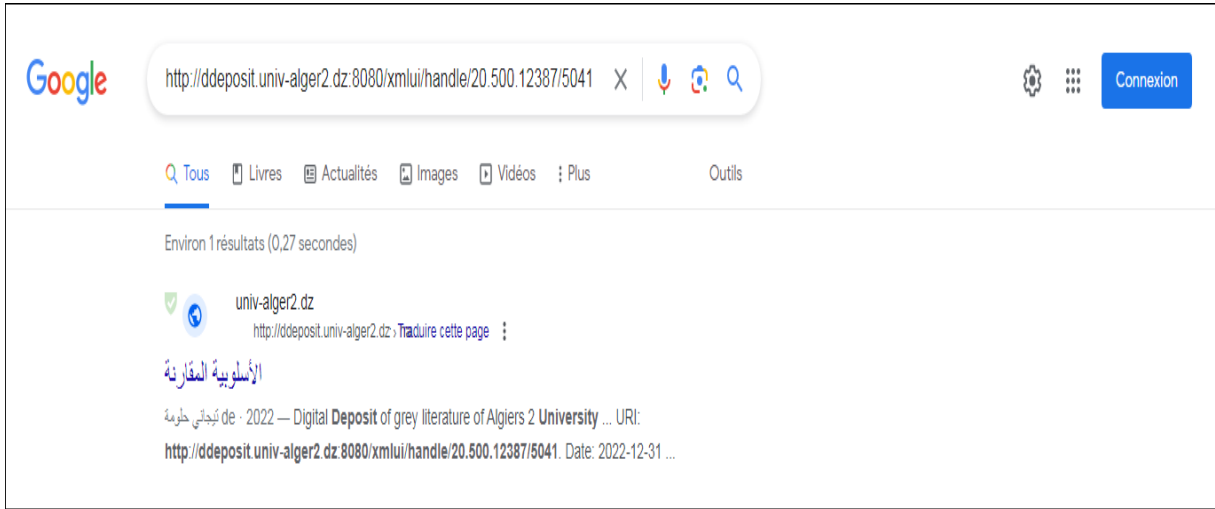 Google
http://ddeposit.univ-alger2.dz:8080/xmlui/handle/20.500.12387/5041
Connexion
Tous Livres Actualités Images Vidéos Plus Outils
Environ 1 résultats (0,27 secondes)
univ-alger2.dz
http://ddeposit.univ-alger2.dz › Traduire cette page
الأسلوبية المقارنة
de · 2022 — Digital Deposit of grey literature of Algiers 2 University ... URI: تيجاني حلومة
http://ddeposit.univ-alger2.dz:8080/xmlui/handle/20.500.12387/5041. Date: 2022-12-31 ...